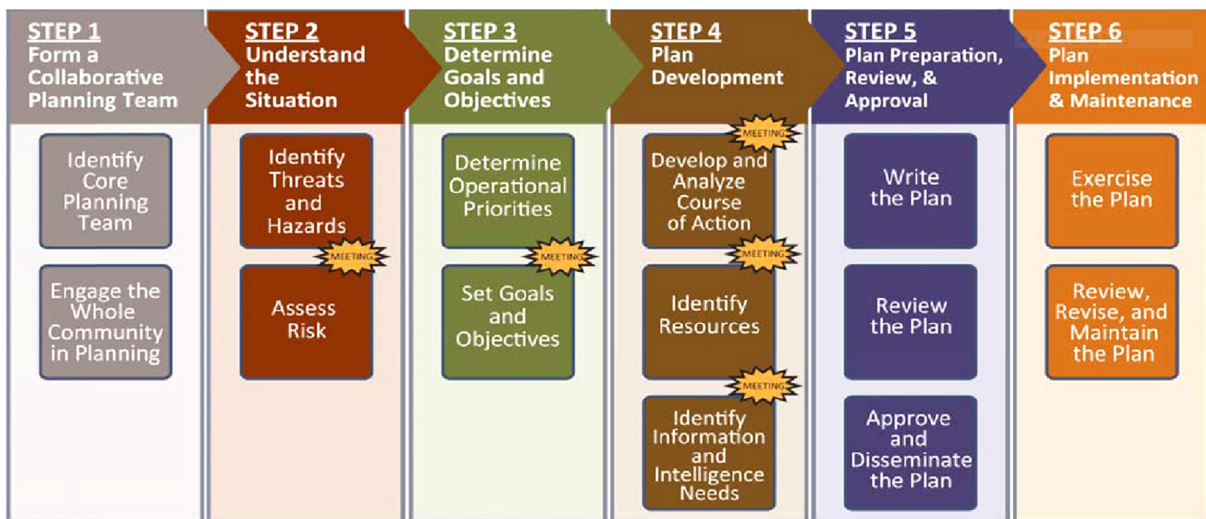 STEP 1
Form a
Collaborative
Planning Team
Identify
Core
Planning
Team
Engage the
Whole
Community
in Planning
STEP 2
Understand
the
Situation
Identify
Threats
and
Hazards
MEETING
Assess
Risk
STEP 3
Determine
Goals and
Objectives
Determine
Operational
Priorities
MEETING
Set Goals
and
Objectives
STEP 4
Plan
Development
MEETING
Develop and
Analyze
Course
of Action
MEETING
Identify
Resources
MEETING
Identify
Information
and
Intelligence
Needs
STEP 5
Plan Preparation,
Review, &
Approval
Write
the Plan
Review
the Plan
Approve
and
Disseminate
the Plan
STEP 6
Plan
Implementation
& Maintenance
Exercise
the Plan
Review,
Revise, and
Maintain
the Plan